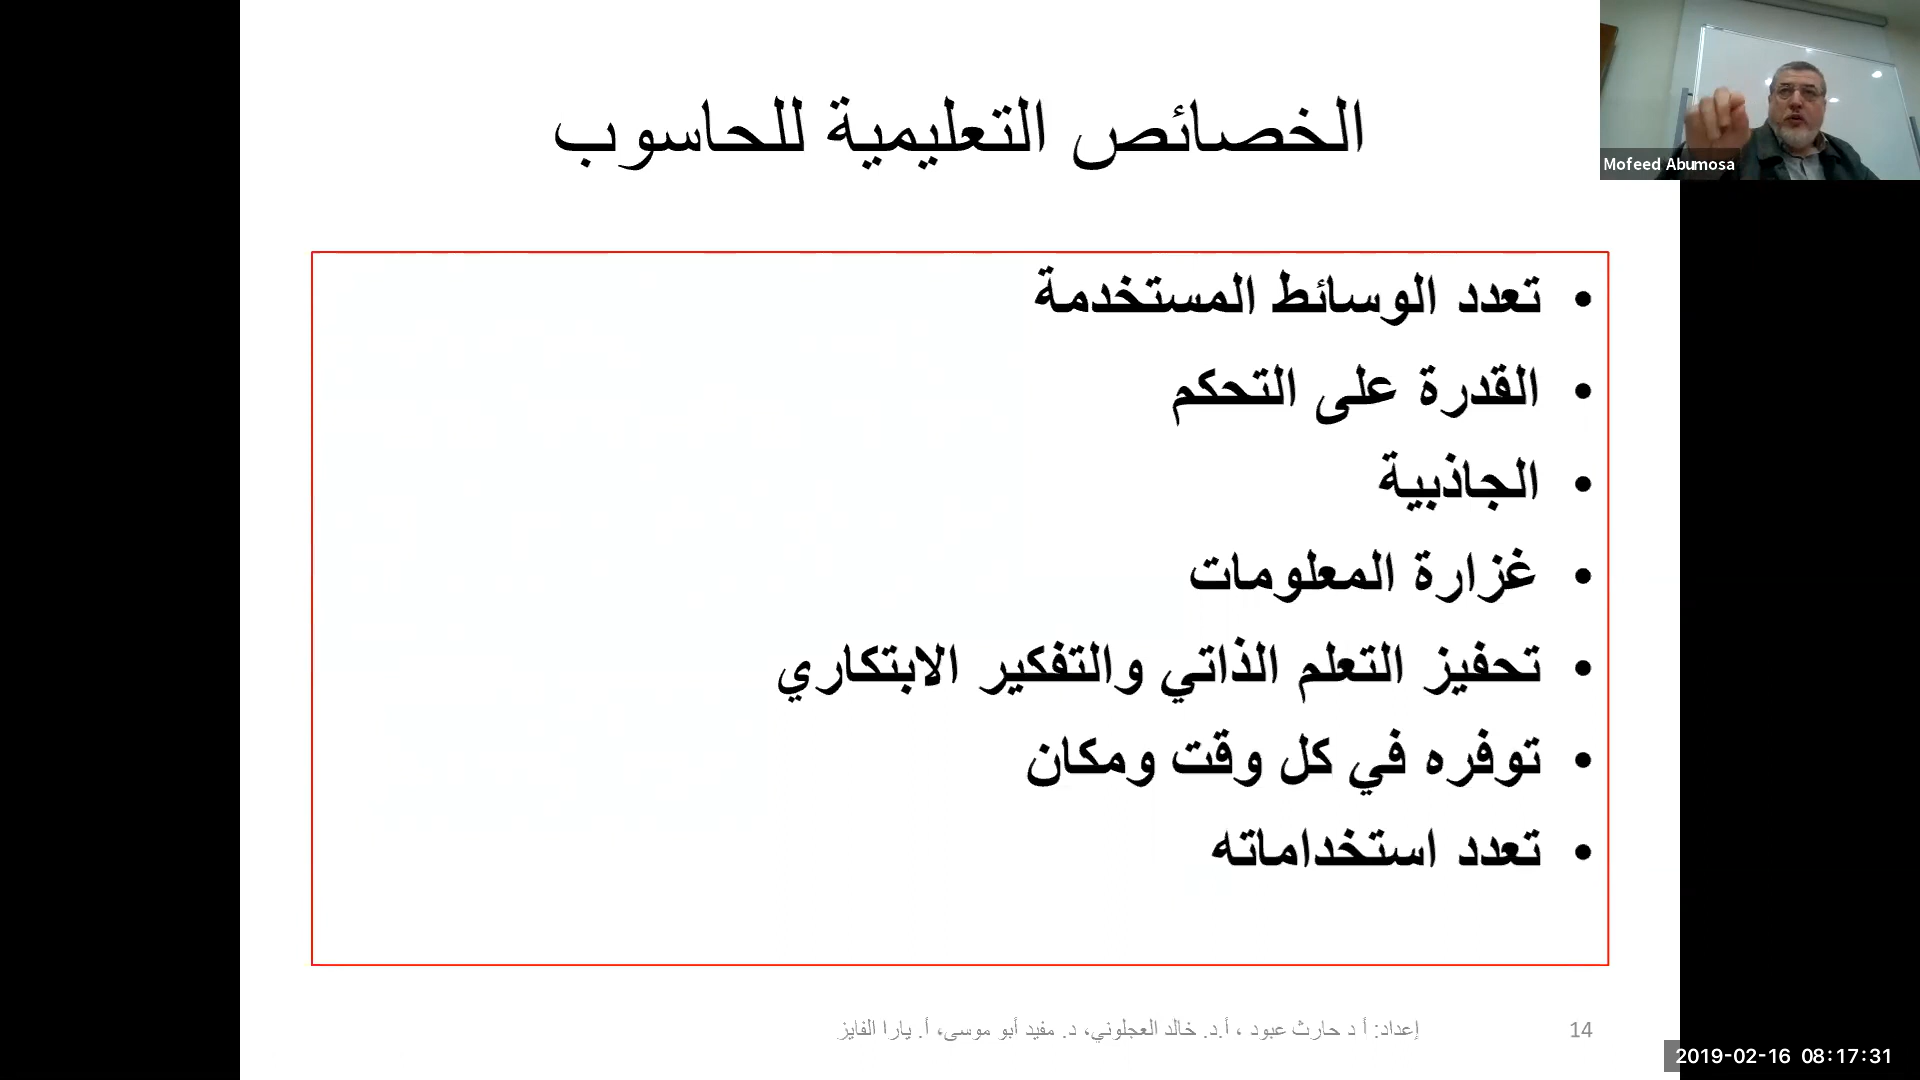 الخصائص التعليمية للحاسوب
Mofeed Abumosa
• تعدد الوسائط المستخدمة
• القدرة على التحكم
• الجاذبية
• غزارة المعلومات
• تحفيز التعلم الذاتي والتفكير الابتكاري
• توفره في كل وقت ومكان
• تعدد استخداماته
إعداد: أ د حارث عبود ، أ.د. خالد العجلوني، د. مفيد أبو موسى، أ. يارا الفايز
14
2019-02-16 08:17:31